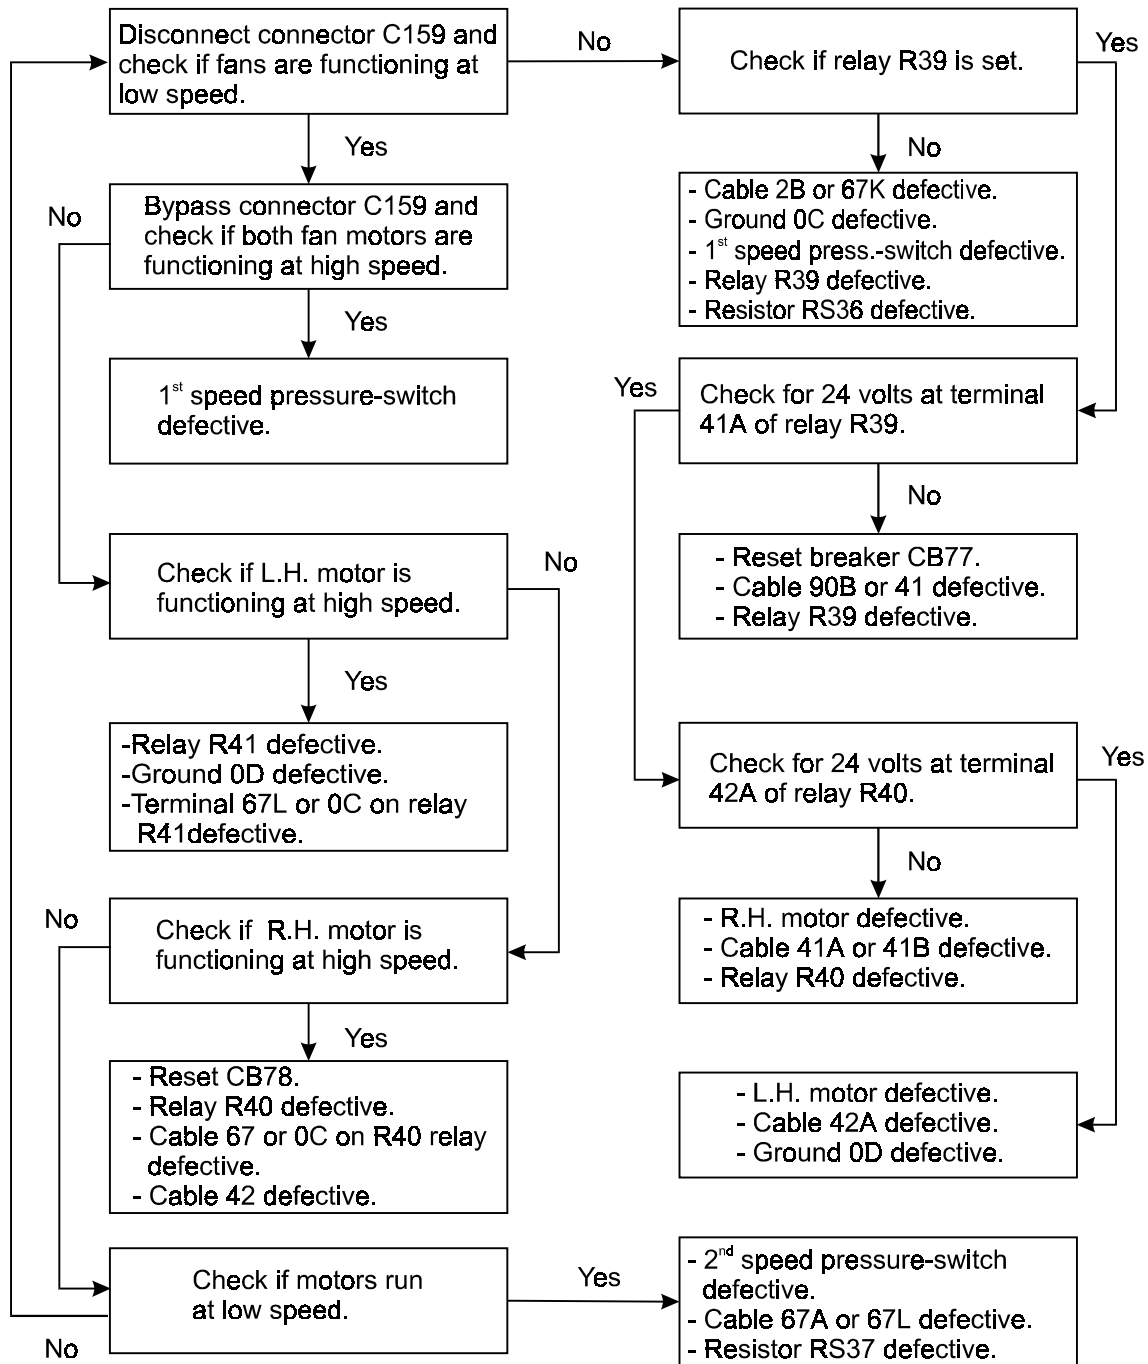 Disconnect connector C159 and
check if fans are functioning at
low speed.
No
Check if relay R39 is set.
Yes
Yes
No
No
Bypass connector C159 and
check if both fan motors are
functioning at high speed.
- Cable 2B or 67K defective.
- Ground 0C defective.
- 1st speed press.-switch defective.
- Relay R39 defective.
- Resistor RS36 defective.
Yes
1st speed pressure-switch
defective.
Yes
Check for 24 volts at terminal
41A of relay R39.
No
Check if L.H. motor is
functioning at high speed.
No
- Reset breaker CB77.
- Cable 90B or 41 defective.
- Relay R39 defective.
Yes
-Relay R41 defective.
-Ground 0D defective.
-Terminal 67L or 0C on relay
R41defective.
Check for 24 volts at terminal
42A of relay R40.
Yes
No
No
Check if R.H. motor is
functioning at high speed.
- R.H. motor defective.
- Cable 41A or 41B defective.
- Relay R40 defective.
Yes
- Reset CB78.
- Relay R40 defective.
- Cable 67 or 0C on R40 relay
defective.
- Cable 42 defective.
- L.H. motor defective.
- Cable 42A defective.
- Ground 0D defective.
Check if motors run
at low speed.
Yes
- 2nd speed pressure-switch
defective.
- Cable 67A or 67L defective.
- Resistor RS37 defective.
No